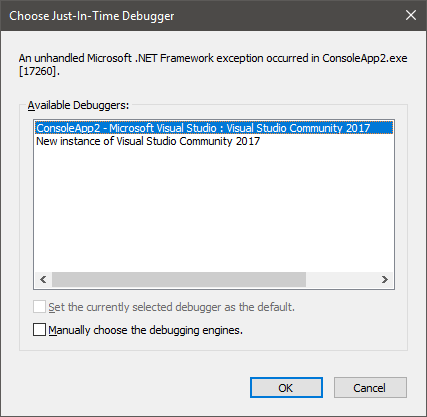 Choose Just-In-Time Debugger
An unhandled Microsoft .NET Framework exception occurred in ConsoleApp2.exe
[17260].
Available Debuggers:
ConsoleApp2 - Microsoft Visual Studio : Visual Studio Community 2017
New instance of Visual Studio Community 2017
Set the currently selected debugger as the default.
Manually choose the debugging engines.
OK
Cancel